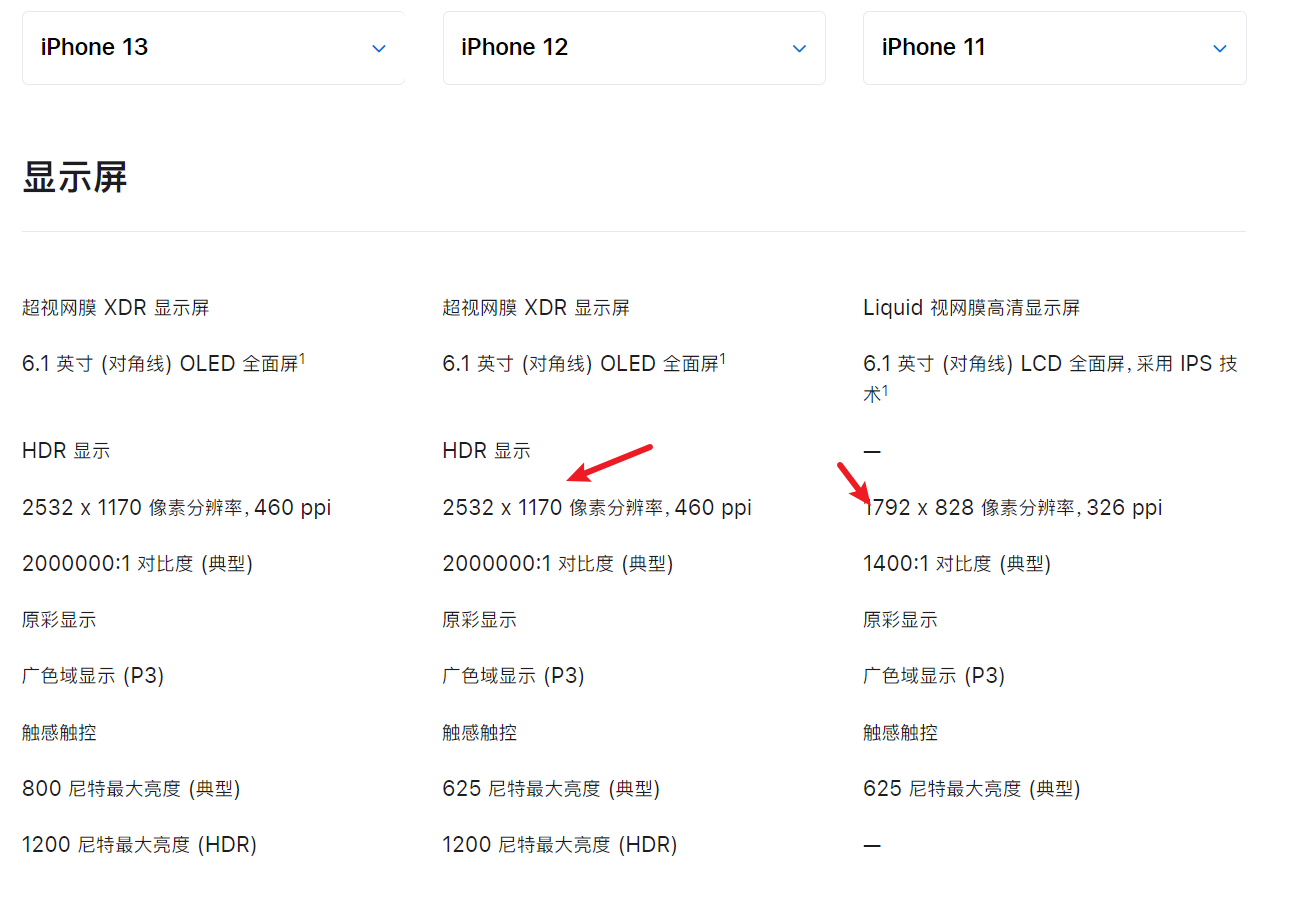 iPhone 13
iPhone 12
iPhone 11
显示屏
超视网膜 XDR 显示屏
超视网膜 XDR 显示屏
Liquid 视网膜高清显示屏
6.1 英寸 (对角线) OLED 全面屏1
6.1 英寸 (对角线) OLED 全面屏1
6.1 英寸 (对角线) LCD 全面屏, 采用 IPS 技
术1
HDR 显示
HDR 显示
—
2532 x 1170 像素分辨率, 460 ppi
2532 x 1170 像素分辨率, 460 ppi
1792 x 828 像素分辨率, 326 ppi
2000000:1 对比度 (典型)
2000000:1 对比度 (典型)
1400:1 对比度 (典型)
原彩显示
原彩显示
原彩显示
广色域显示 (P3)
广色域显示 (P3)
广色域显示 (P3)
触感触控
触感触控
触感触控
800 尼特最大亮度 (典型)
625 尼特最大亮度 (典型)
625 尼特最大亮度 (典型)
1200 尼特最大亮度 (HDR)
1200 尼特最大亮度 (HDR)
—